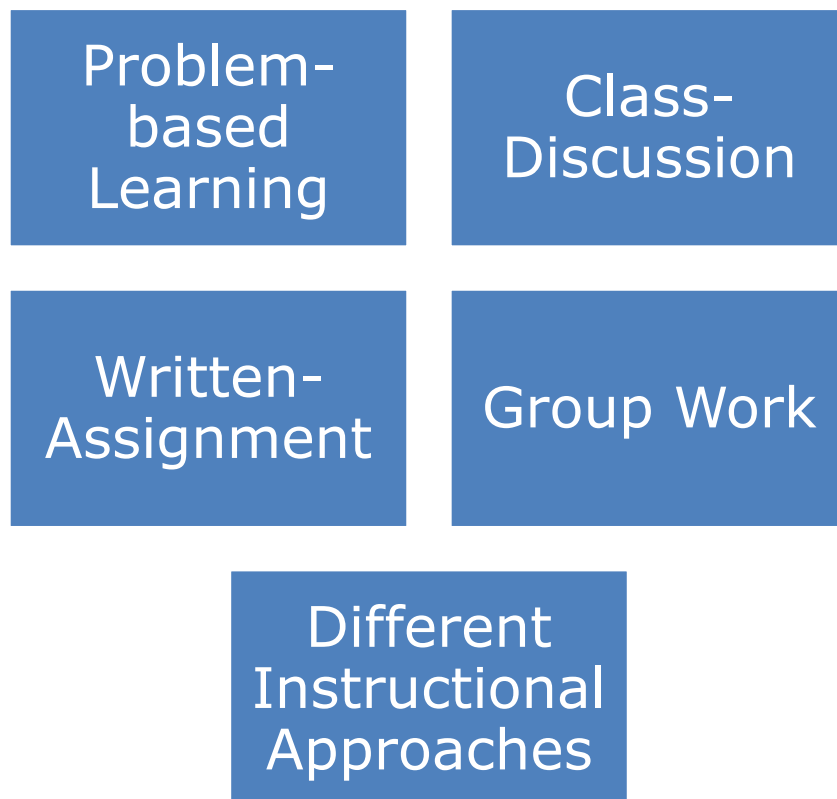 Problem-
based
Learning
Class-
Discussion
Written-
Assignment
Group Work
Different
Instructional
Approaches